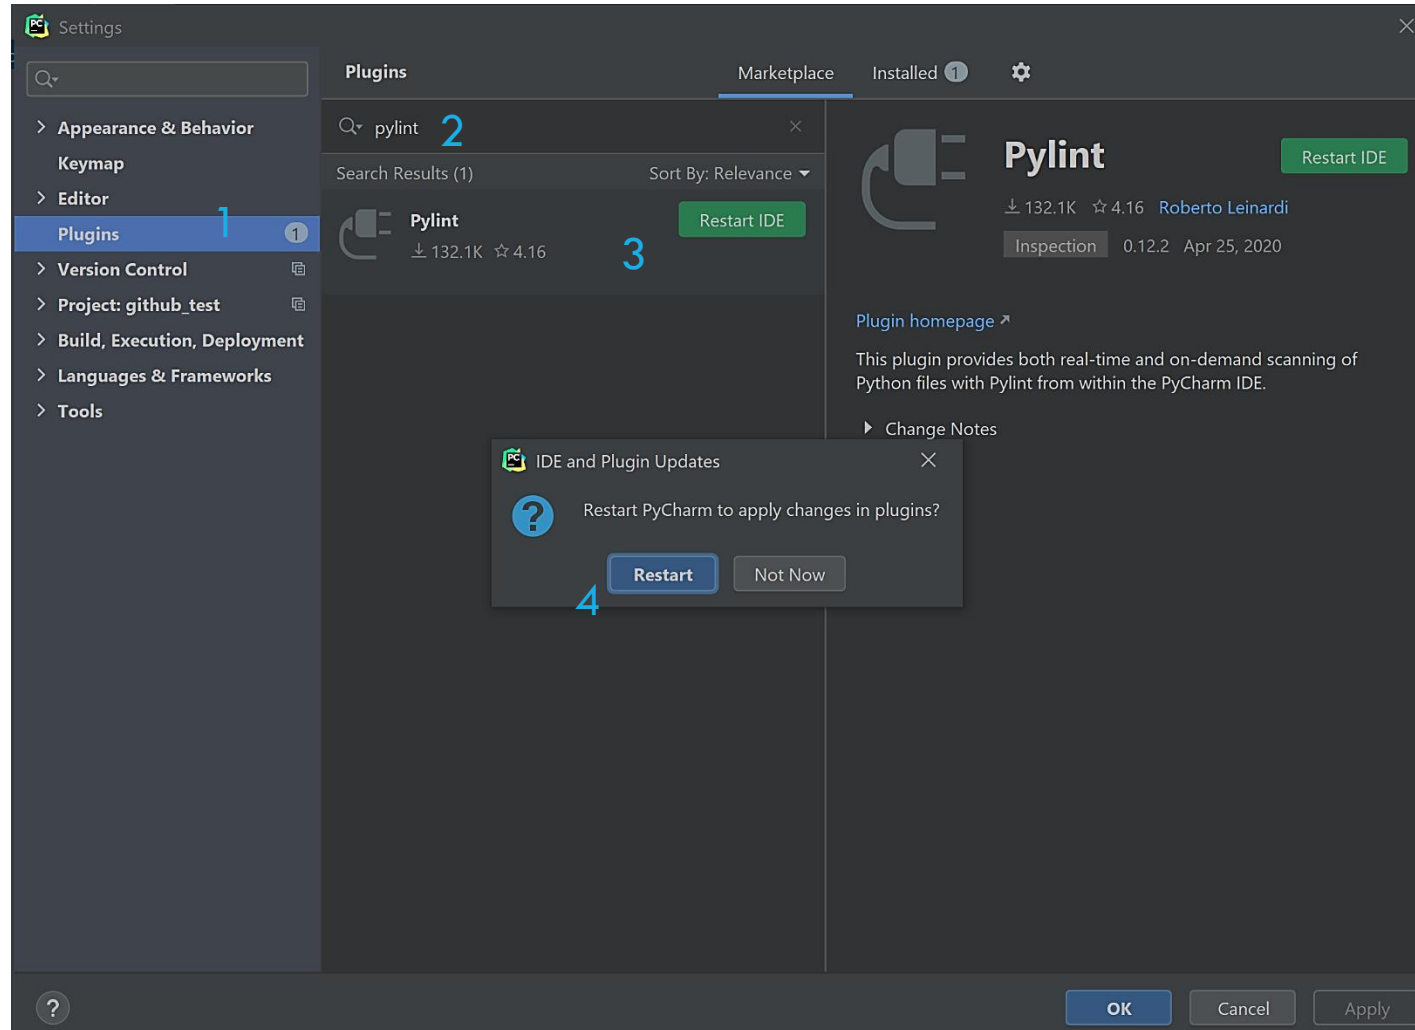 PC Settings
Plugins
Marketplace
Installed 1
Appearance & Behavior
Keymap
Editor
Plugins 1 1
Version Control
Project: github_test
Build, Execution, Deployment
Languages & Frameworks
Tools
pylint 2
Search Results (1)
Sort By: Relevance
Pylint
Restart IDE
132.1K 4.16
3
Pylint
Restart IDE
132.1K 4.16 Roberto Leinardi
Inspection 0.12.2 Apr 25, 2020
Plugin homepage
This plugin provides both real-time and on-demand scanning of
Python files with Pylint from within the PyCharm IDE.
Change Notes
PC IDE and Plugin Updates
? Restart PyCharm to apply changes in plugins?
Restart Not Now
4
? OK Cancel Apply